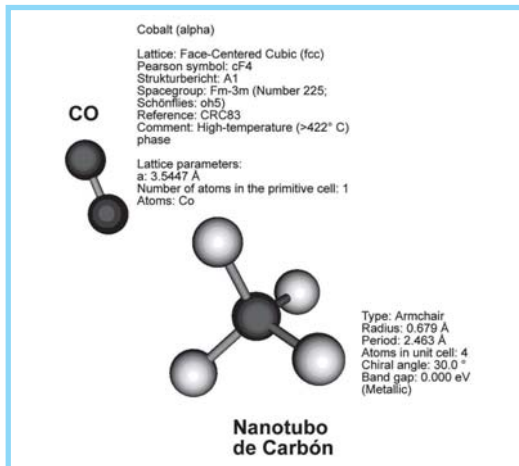 Cobalt (alpha)
Lattice: Face-Centered Cubic (fcc)
Pearson symbol: cF4
Strukturbericht: A1
Spacegroup: Fm-3m (Number 225;
Schönflies: oh5)
Reference: CRC83
Comment: High-temperature (>422° C)
phase
Lattice parameters:
a: 3.5447 Å
Number of atoms in the primitive cell: 1
Atoms: Co
CO
Type: Armchair
Radius: 0.679 Å
Period: 2.463 Å
Atoms in unit cell: 4
Chiral angle: 30.0 °
Band gap: 0.000 eV
(Metallic)
Nanotubo
de Carbón